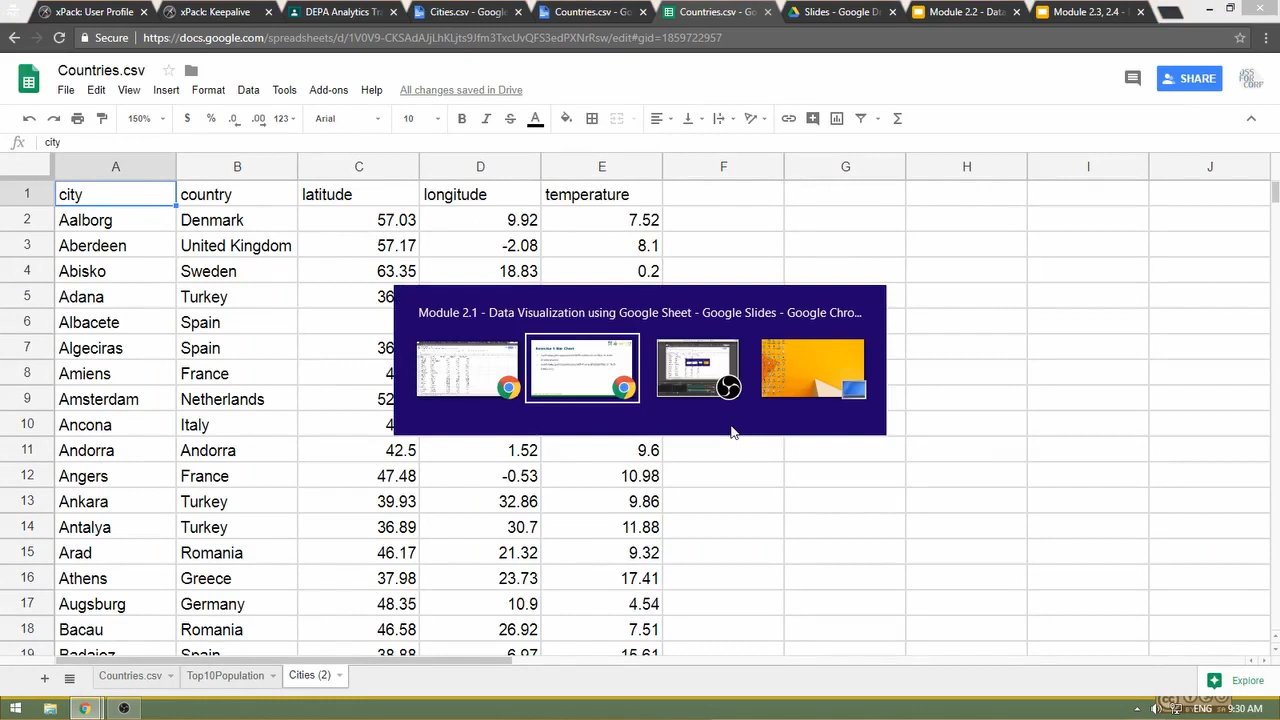 xPack: User Profile
xPack: Keepalive
DEPA Analytics Tr
Cities.csv - Google
Countries.csv - Go
Countries.csv - Go
Slides - Google D
Module 2.2 - Data
Module 2.3, 2.4 -
Secure https://docs.google.com/spreadsheets/d/1V0V9-CKSAdAJjLhKLjts9Jfm3TxcUvQFS3edPXNrRsw/edit#gid=1859722957
Countries.csv
File Edit View Insert Format Data Tools Add-ons Help All changes saved in Drive
SHARE
150% $ % .0 .00 123 Arial 10 B I S A Σ
fx city
A B C D E F G H I J
1 city country latitude longitude temperature
2 Aalborg Denmark 57.03 9.92 7.52
3 Aberdeen United Kingdom 57.17 -2.08 8.1
4 Abisko Sweden 63.35 18.83 0.2
5 Adana Turkey 36
6 Albacete Spain
7 Algeciras Spain 36
8 Amiens France 4
9 Amsterdam Netherlands 52
10 Ancona Italy 4
Module 2.1 - Data Visualization using Google Sheet - Google Slides - Google Chro...
Exercise 5 Bar Chart
11 Andorra Andorra 42.5 1.52 9.6
12 Angers France 47.48 -0.53 10.98
13 Ankara Turkey 39.93 32.86 9.86
14 Antalya Turkey 36.89 30.7 11.88
15 Arad Romania 46.17 21.32 9.32
16 Athens Greece 37.98 23.73 17.41
17 Augsburg Germany 48.35 10.9 4.54
18 Bacau Romania 46.58 26.92 7.51
19 Badajoz Spain 38.88 6.97 15.61
Countries.csv Top10Population Cities (2)
Explore
ENG 9:30 AM